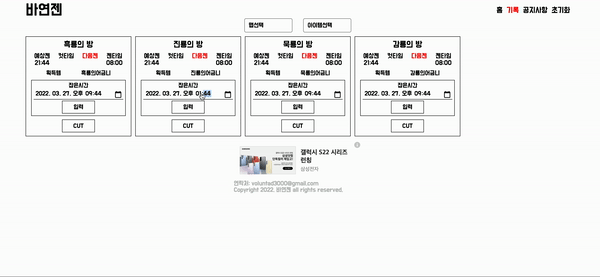 바연젠
홈 기록 공지사항 초기화
맵선택 아이템선택
흑룡의 방
예상젠 컷타임 다음젠 젠타임
21:44 08:00
획득템 흑룡의어금니
잡은시간
2022. 03. 27. 오후 09:44
입력
CUT
진룡의 방
예상젠 컷타임 다음젠 젠타임
21:44 08:00
획득템 진룡의어금니
잡은시간
2022. 03. 27. 오후 01:44
입력
CUT
묵룡의 방
예상젠 컷타임 다음젠 젠타임
21:44 08:00
획득템 묵룡의어금니
잡은시간
2022. 03. 27. 오후 09:44
입력
CUT
감룡의 방
예상젠 컷타임 다음젠 젠타임
21:44 08:00
획득템 감룡의어금니
잡은시간
2022. 03. 27. 오후 09:44
입력
CUT
갤럭시 S22 시리즈
런칭
삼성전자
연락처: volunted3000@gmail.com
Copyright 2022. 바연젠 all rights reserved.